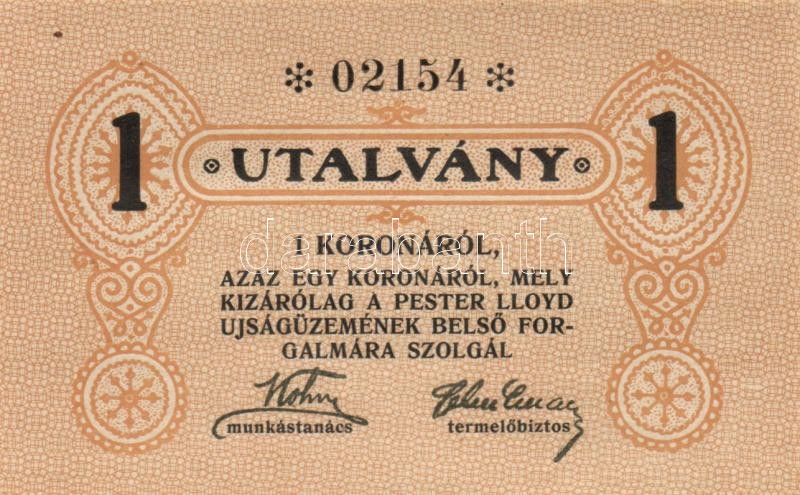 * 02154 *
1 UTALVÁNY 1
1 KORONÁRÓL,
AZAZ EGY KORONÁRÓL, MELY
KIZÁRÓLAG A PESTER LLOYD
UJSÁGÜZEMÉNEK BELSŐ FOR-
GALMÁRA SZOLGÁL
munkástanács termelőbiztos
darabanth